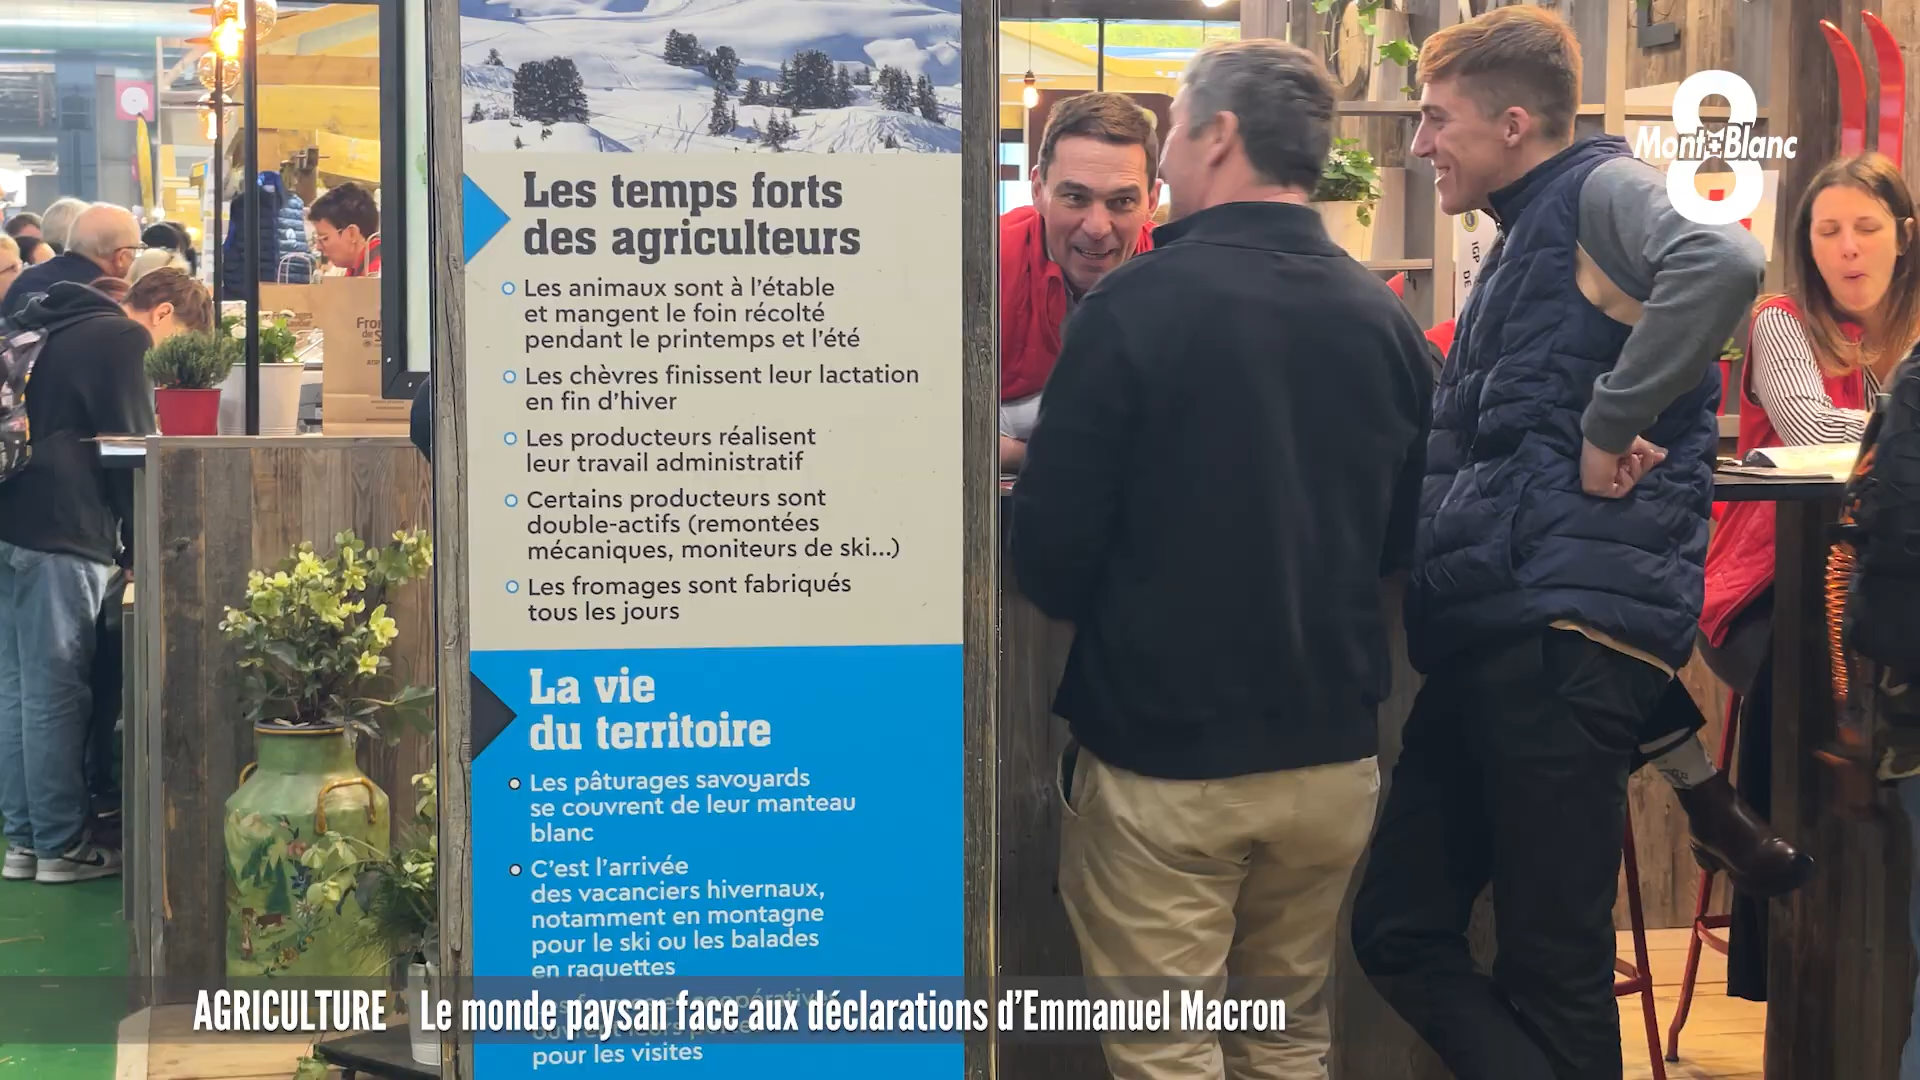 Les temps forts
des agriculteurs
Les animaux sont à l'étable
et mangent le foin récolté
pendant le printemps et l'été
Les chèvres finissent leur lactation
en fin d'hiver
Les producteurs réalisent
leur travail administratif
Certains producteurs sont
double-actifs (remontées
mécaniques, moniteurs de ski...)
Les fromages sont fabriqués
tous les jours
La vie
du territoire
Les pâturages savoyards
se couvrent de leur manteau
blanc
C'est l'arrivée
des vacanciers hivernaux,
notamment en montagne
pour le ski ou les balades
en raquettes
pour les visites
8
Mont Blanc
IGP
AGRICULTURE Le monde paysan face aux déclarations d'Emmanuel Macron